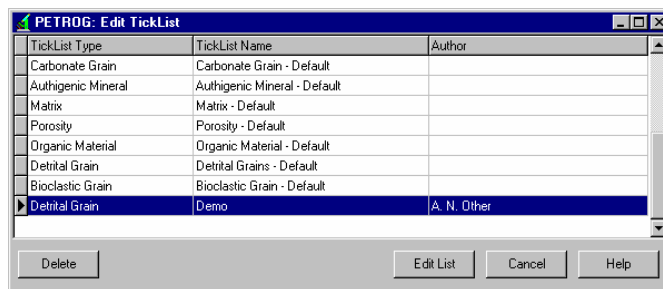 PETROG: Edit TickList
TickList Type TickList Name Author
Carbonate Grain Carbonate Grain - Default
Authigenic Mineral Authigenic Mineral - Default
Matrix Matrix - Default
Porosity Porosity - Default
Organic Material Organic Material - Default
Detrital Grain Detrital Grains - Default
Bioclastic Grain Bioclastic Grain - Default
Detrital Grain Demo A. N. Other
Delete Edit List Cancel Help